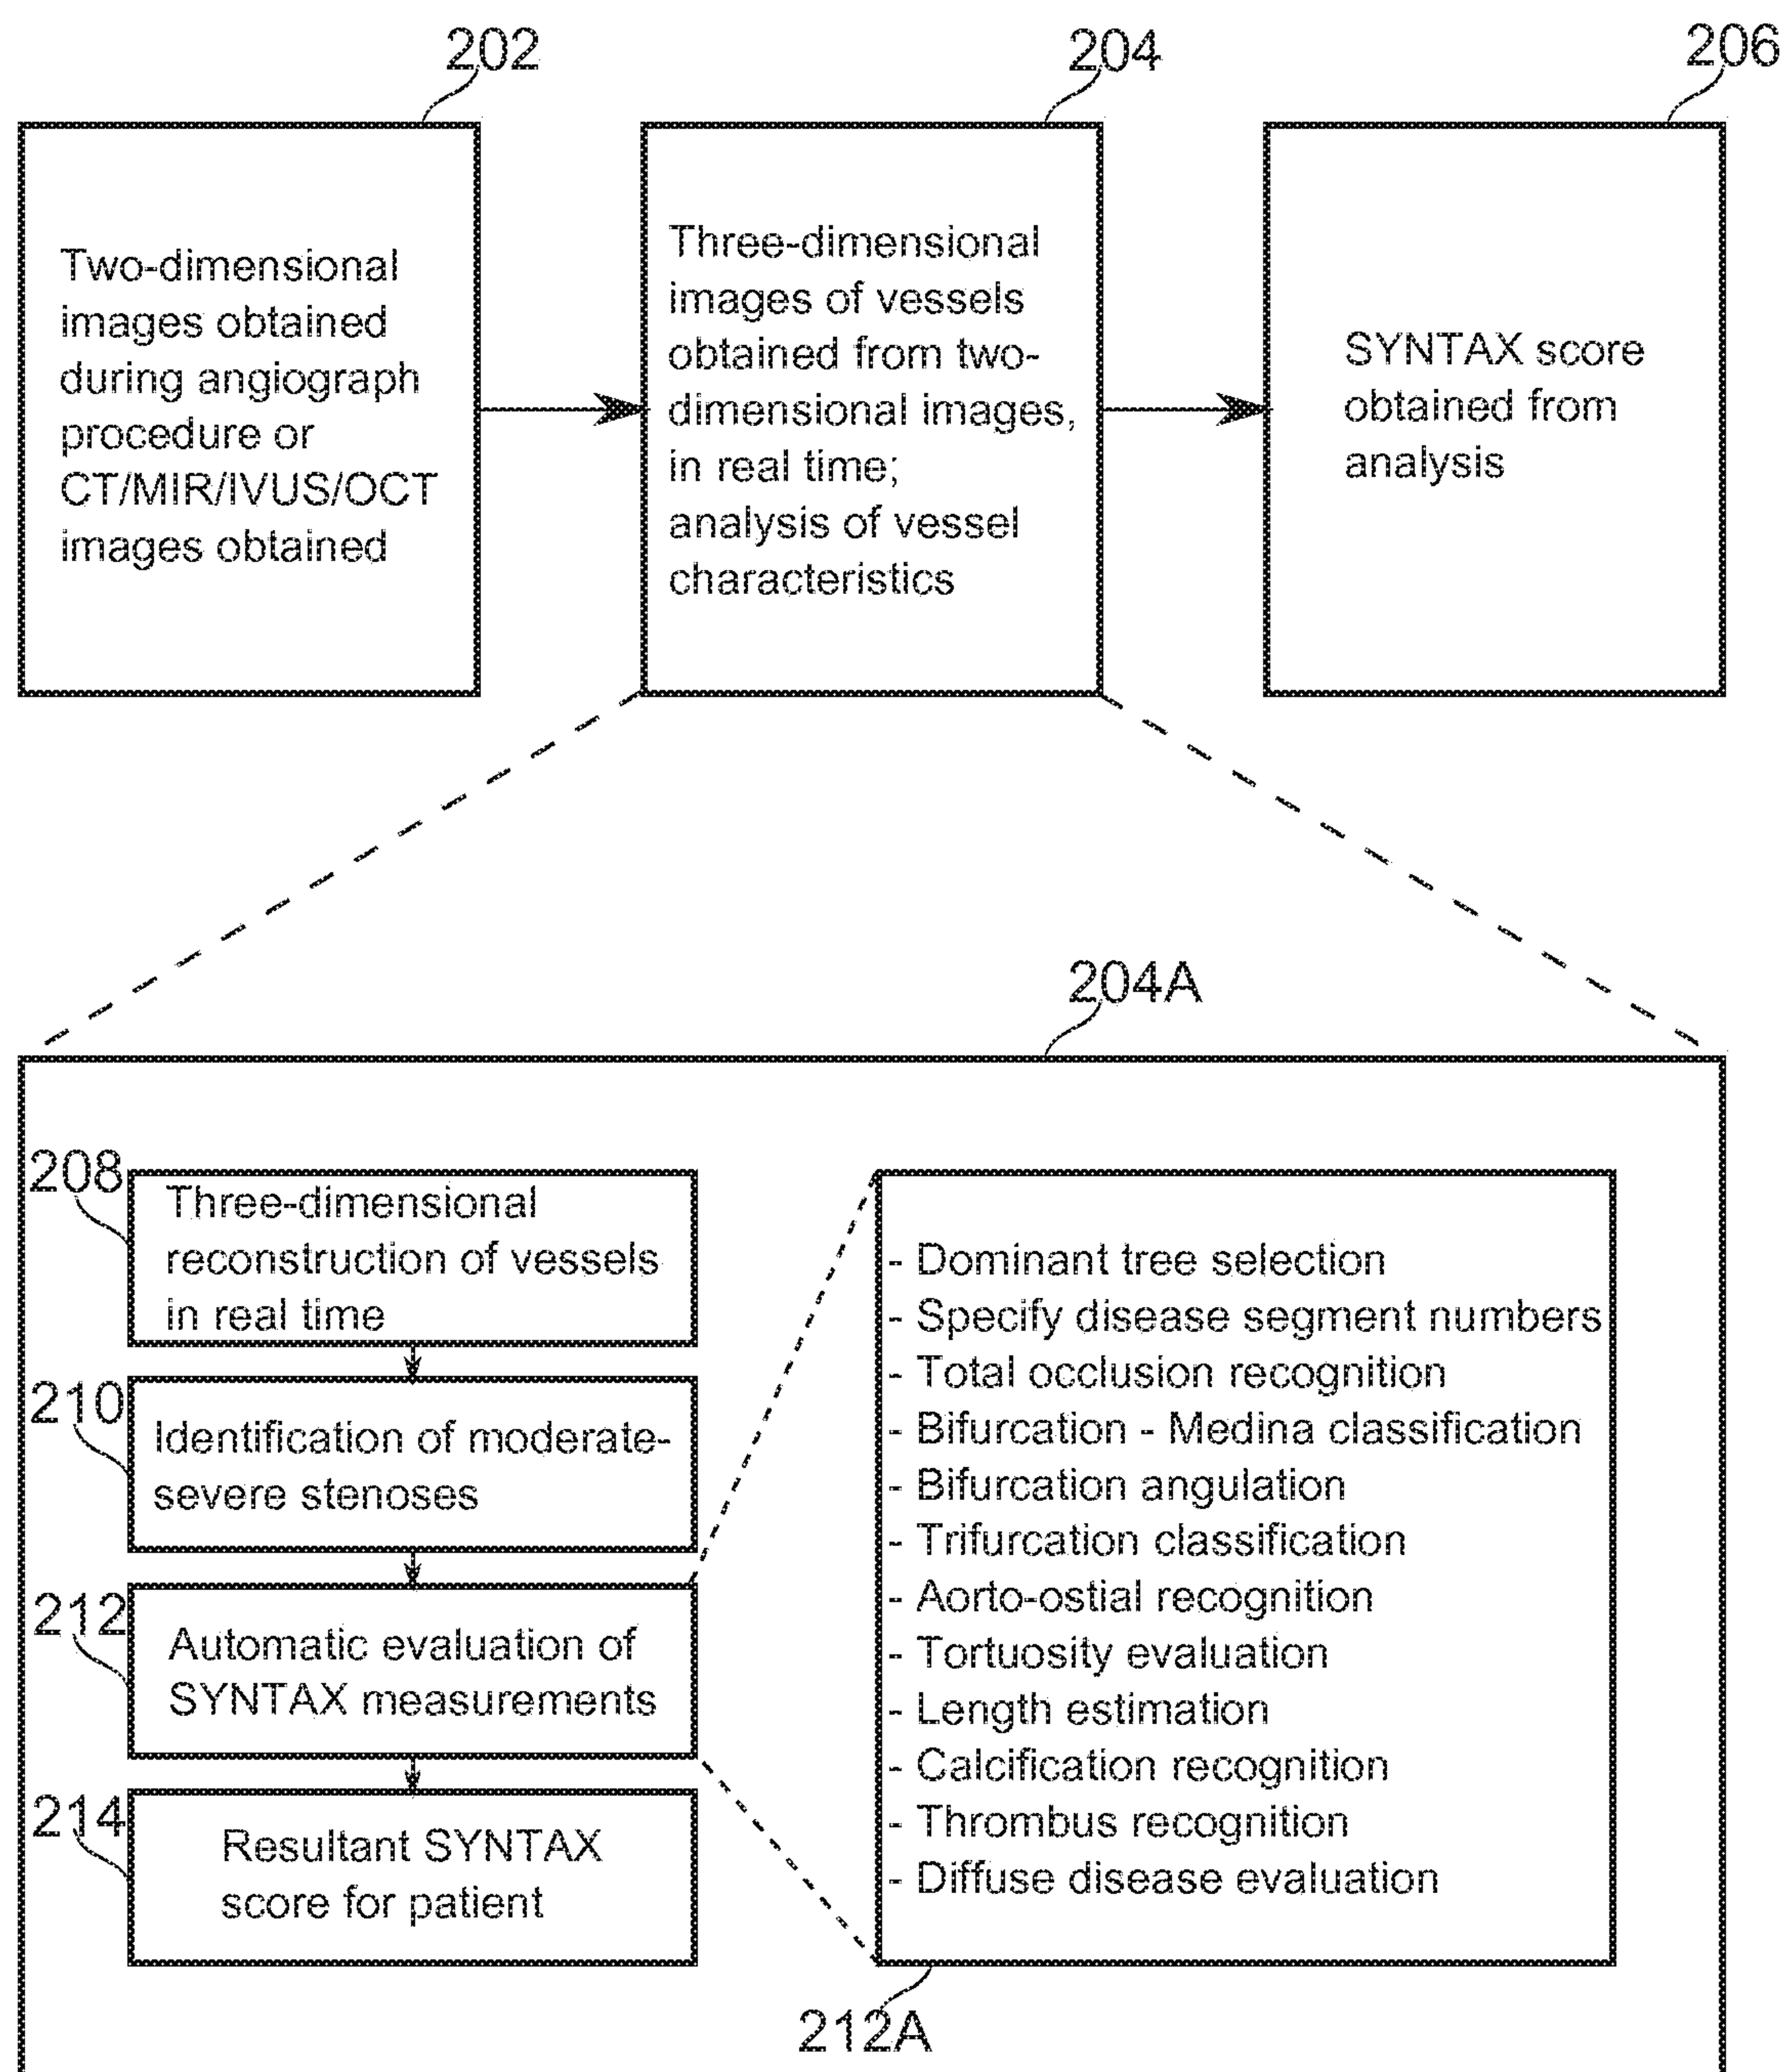 202
204
206
Two-dimensional
images obtained
during angiograph
procedure or
CT/MIR/IVUS/OCT
images obtained
Three-dimensional
images of vessels
obtained from two-
dimensional images,
in real time;
analysis of vessel
characteristics
SYNTAX score
obtained from
analysis
204A
208
Three-dimensional
reconstruction of vessels
in real time
210
Identification of moderate-
severe stenoses
212
Automatic evaluation of
SYNTAX measurements
214
Resultant SYNTAX
score for patient
- Dominant tree selection
- Specify disease segment numbers
- Total occlusion recognition
- Bifurcation - Medina classification
- Bifurcation angulation
- Trifurcation classification
- Aorto-ostial recognition
- Tortuosity evaluation
- Length estimation
- Calcification recognition
- Thrombus recognition
- Diffuse disease evaluation
212A